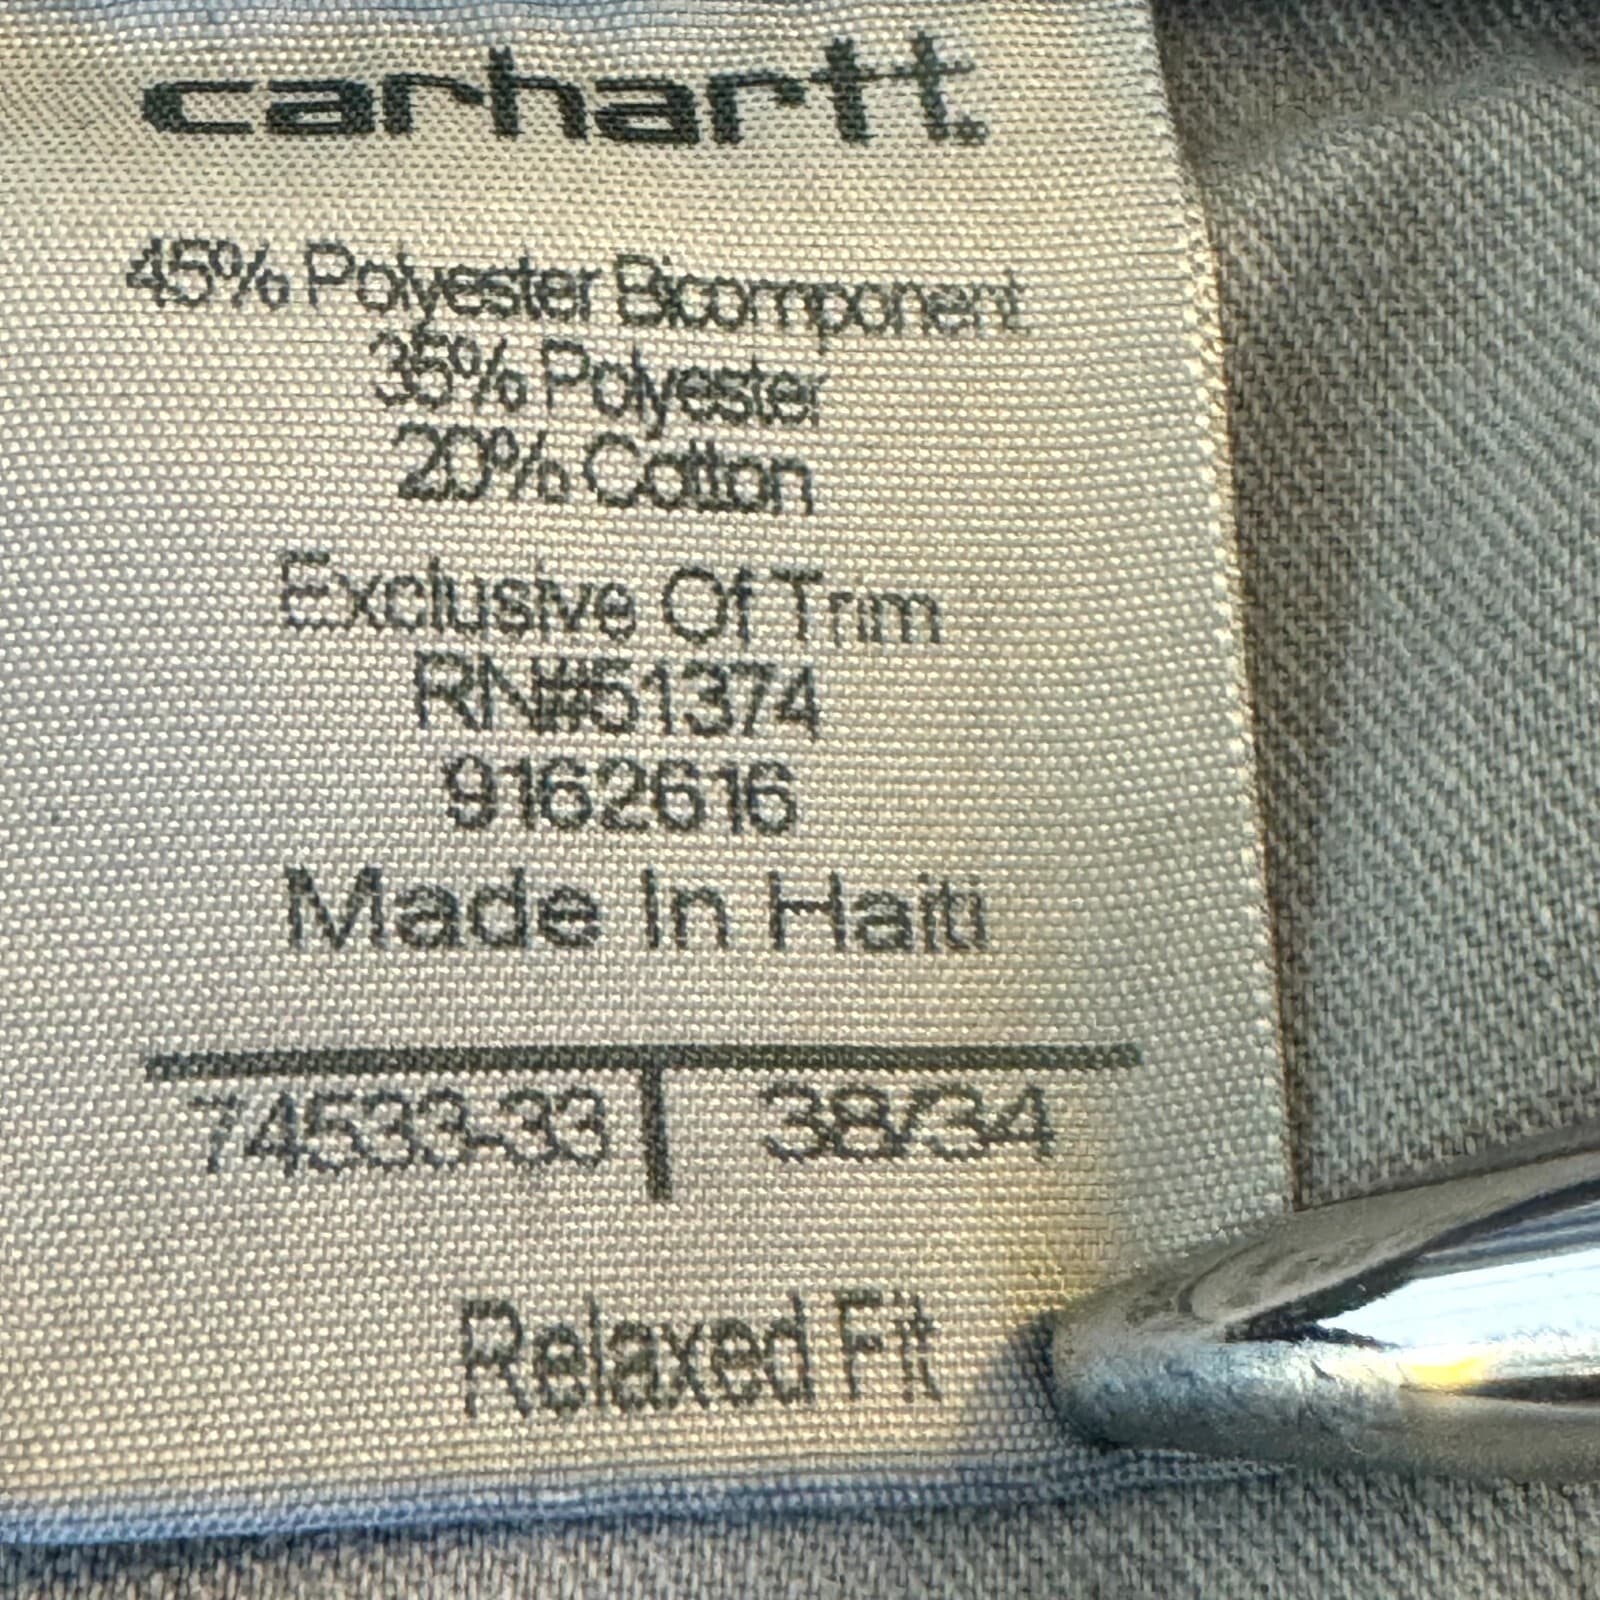 carhartt.
45% Polyester Bicomponent
35% Polyester
20% Cotton
Exclusive Of Trim
RN#51374
9162616
Made In Haiti
74533-33 38/34
Relaxed Fit